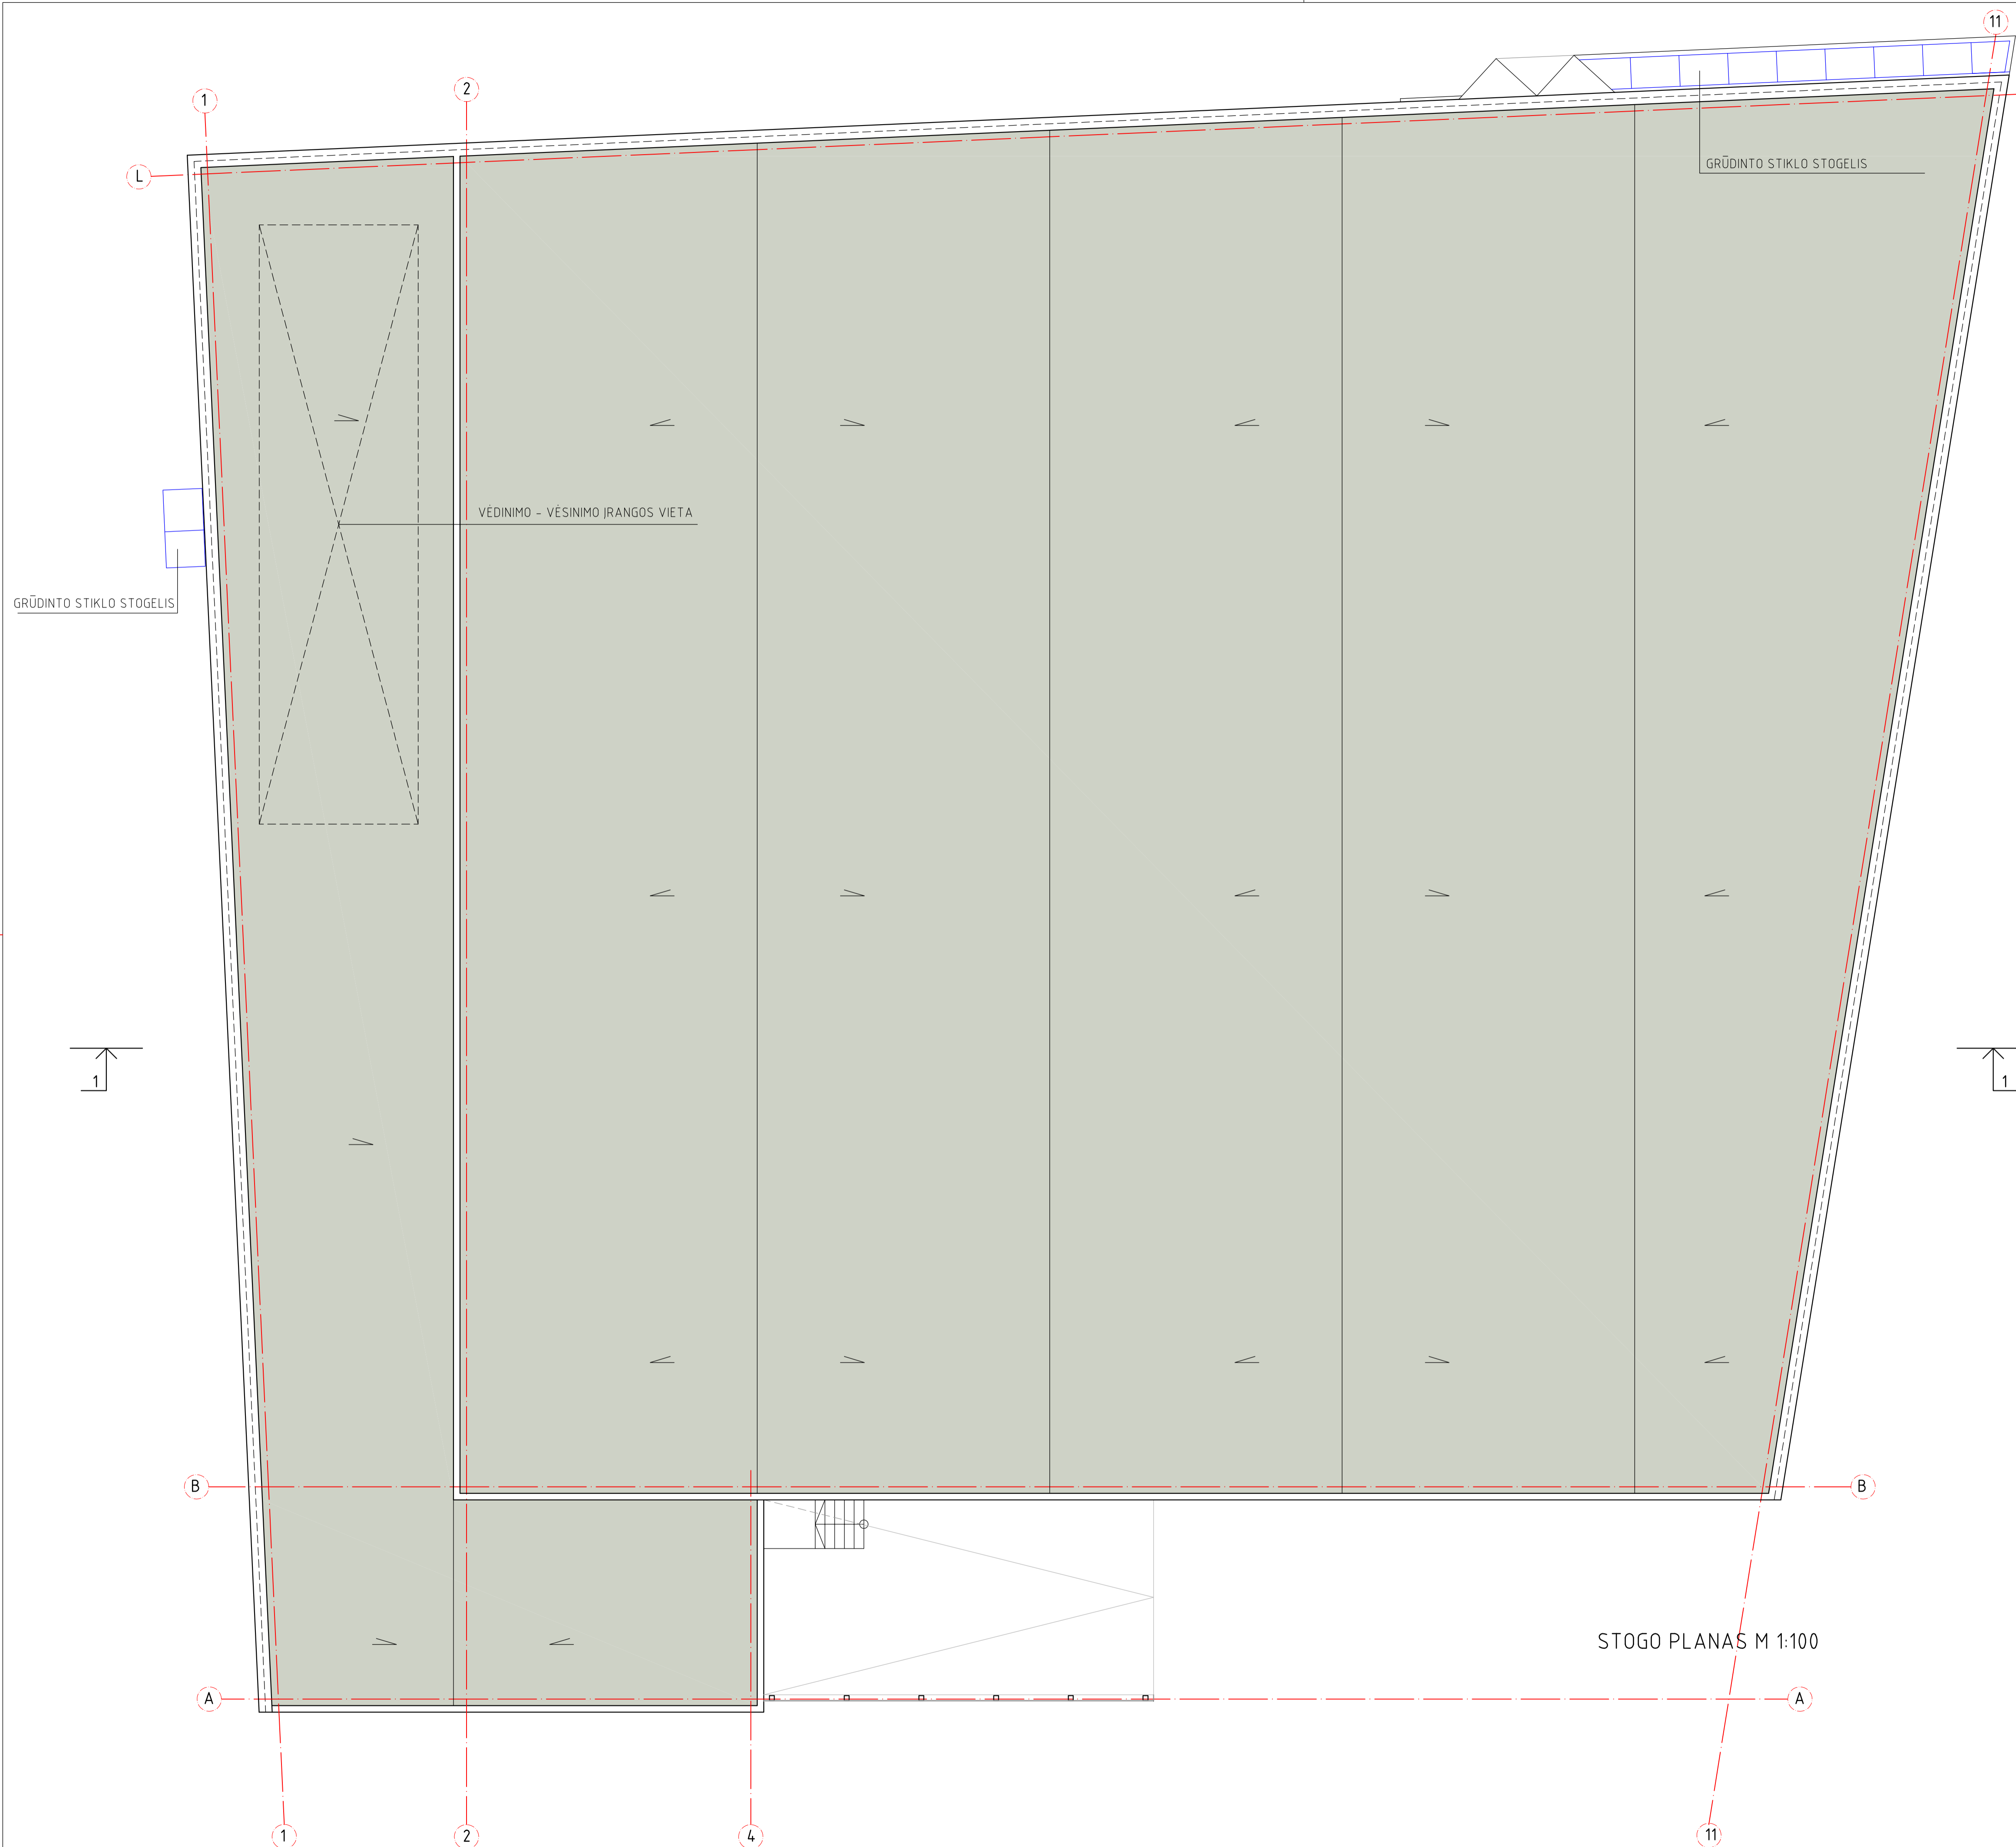 11
2
1
GRŪDINTO STIKLO STOGELIS
L
VĖDINIMO - VĖSINIMO ĮRANGOS VIETA
GRŪDINTO STIKLO STOGELIS
1
1
B
B
STOGO PLANAS M 1:100
A
A
1
2
4
11